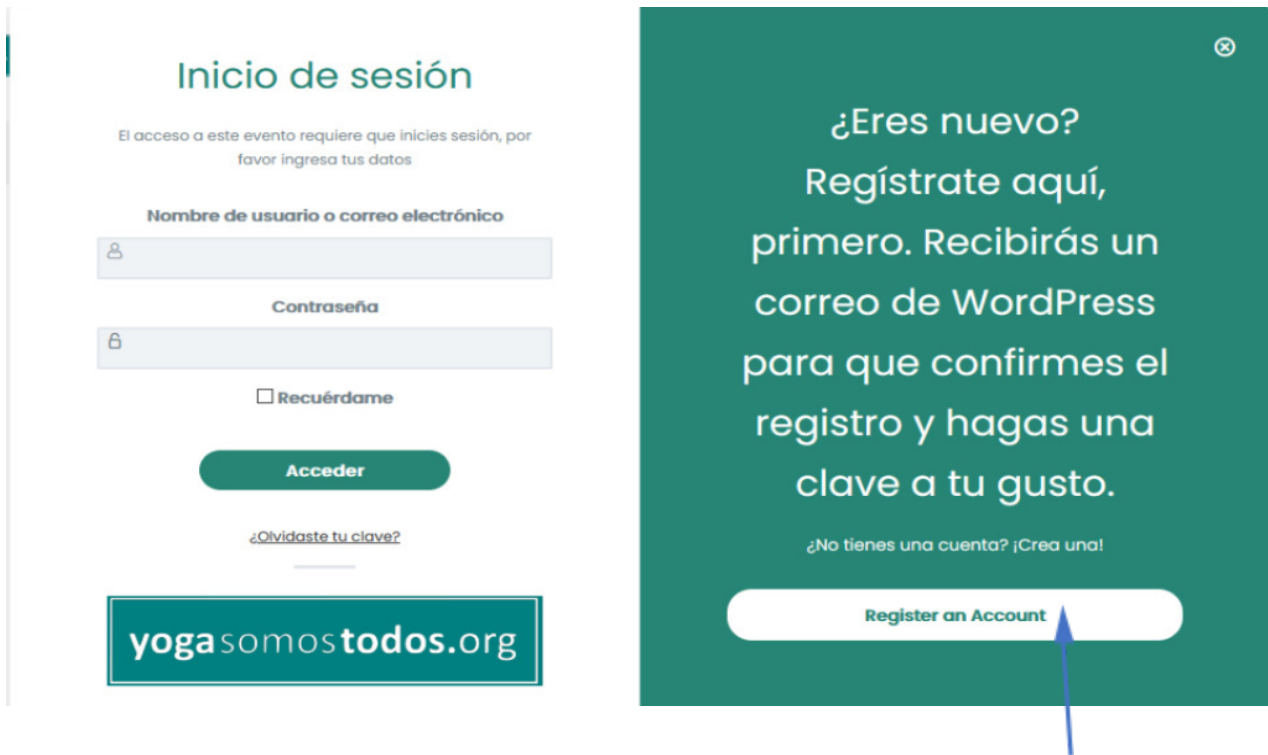 Inicio de sesión
El acceso a este evento requiere que inicies sesión, por
favor ingresa tus datos
Nombre de usuario o correo electrónico
Contraseña
Recuérdame
Acceder
¿Olvidaste tu clave?
yogasomostodos.org
¿Eres nuevo?
Regístrate aquí,
primero. Recibirás un
correo de WordPress
para que confirmes el
registro y hagas una
clave a tu gusto.
¿No tienes una cuenta? ¡Crea una!
Register an Account